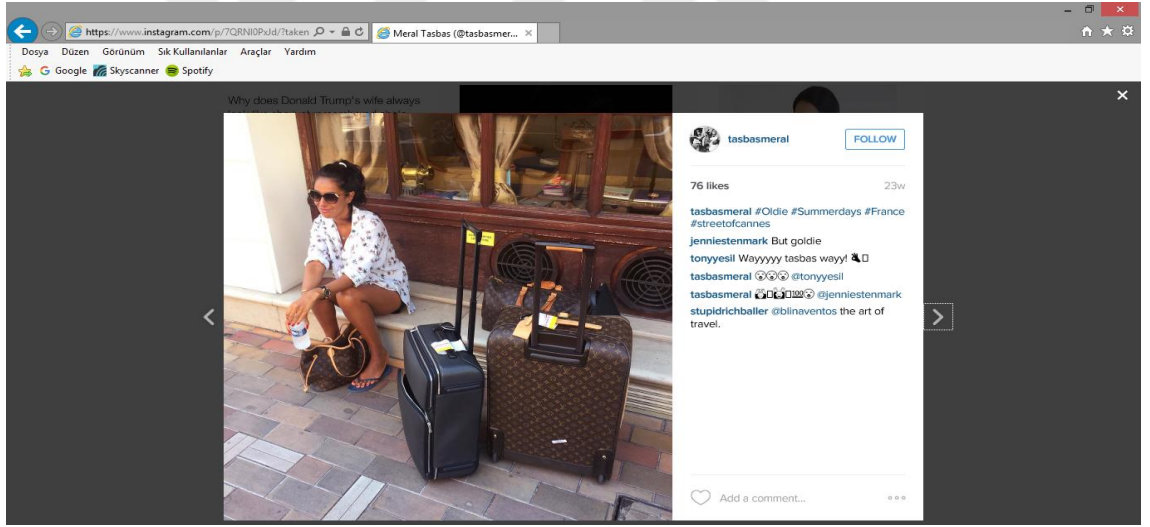 https://www.instagram.com/p/7QRNI0PxJd/?taken
Meral Tasbas (@tasbasmer...
Dosya Düzen Görünüm Sık Kullanılanlar Araçlar Yardım
Google Skyscanner Spotify
Why does Donald Trump's wife always
tasbasmeral FOLLOW
76 likes 23w
tasbasmeral #Oldie #Summerdays #France
#streetofcannes
jenniestenmark But goldie
tonyyesil Wayyyyy tasbas wayy!
tasbasmeral @tonyyesil
tasbasmeral 100 @jenniestenmark
stupidrichballer @blinaventos the art of
travel.
Add a comment...